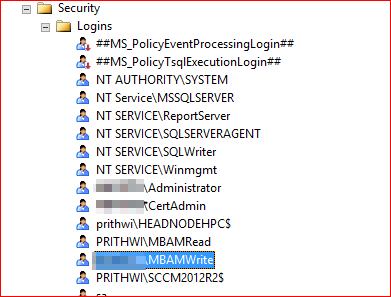 Security
Logins
##MS_PolicyEventProcessingLogin##
##MS_PolicyTsqlExecutionLogin##
NT AUTHORITY\SYSTEM
NT Service\MSSQLSERVER
NT SERVICE\ReportServer
NT SERVICE\SQLSERVERAGENT
NT SERVICE\SQLWriter
NT SERVICE\Winmgmt
\Administrator
\CertAdmin
prithwi\HEADNODEHPC$
PRITHWI\MBAMRead
\MBAMWrite
PRITHWI\SCCM2012R2$